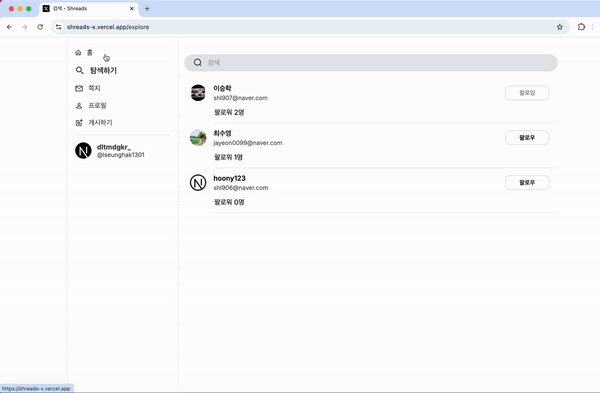 검색 • Shreads
shreads-x.vercel.app/explore
홈
탐색하기
쪽지
프로필
게시하기
dltmdgkr_
@lseunghak1301
검색
이승학
shl907@naver.com
팔로잉
팔로워 2명
최수영
jayeon0099@naver.com
팔로우
팔로워 1명
hoony123
shl906@naver.com
팔로우
팔로워 0명
https://shreads-x.vercel.app